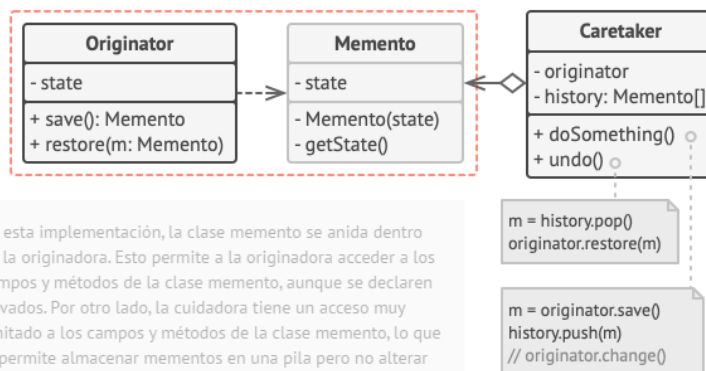 Originator
- state
+ save(): Memento
+ restore(m: Memento)
Memento
- state
- Memento(state)
- getState()
Caretaker
- originator
- history: Memento[]
+ doSomething()
+ undo()
m = history.pop()
originator.restore(m)
m = originator.save()
history.push(m)
// originator.change()
esta implementación, la clase memento se anida dentro
la originadora. Esto permite a la originadora acceder a los
mpos y métodos de la clase memento, aunque se declaren
vados. Por otro lado, la cuidadora tiene un acceso muy
nitado a los campos y métodos de la clase memento, lo que
permite almacenar mementos en una pila pero no alterar